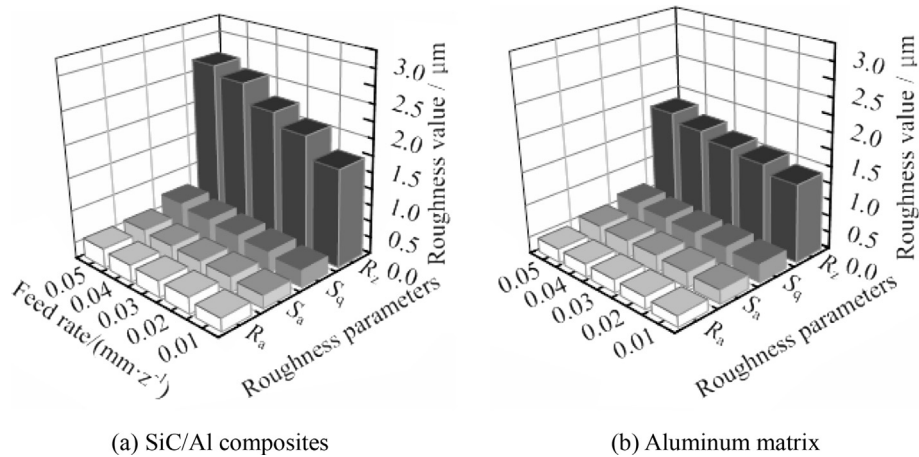 3.0
2.5
2.0
1.5
1.0
0.5
0.0
Roughness value / μm
0.05
0.04
0.03
0.02
0.01
Feed rate/(mm·z⁻¹)
Rₐ
Sₐ
S_q
R_z
Roughness parameters
(a) SiC/Al composites
3.0
2.5
2.0
1.5
1.0
0.5
0.0
Roughness value / μm
0.05
0.04
0.03
0.02
0.01
Rₐ
Sₐ
S_q
R_z
Roughness parameters
(b) Aluminum matrix